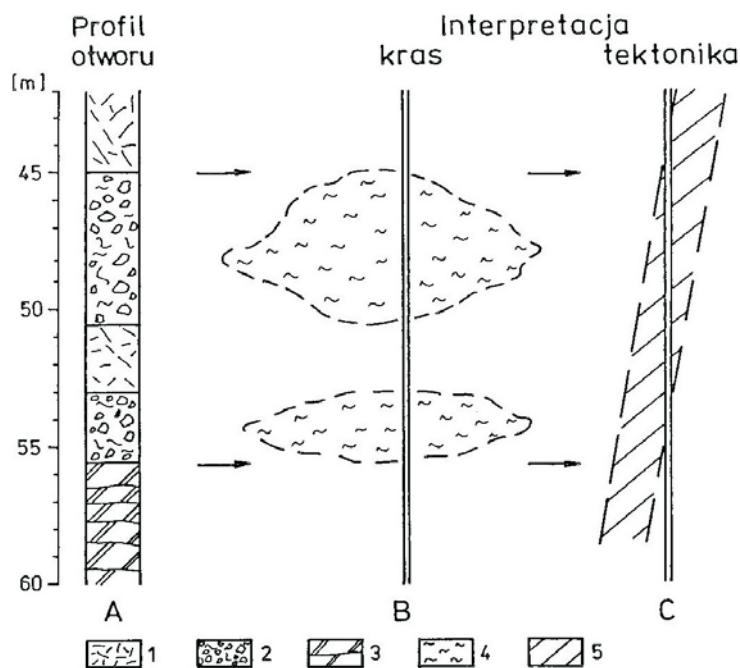 Profil
otworu
Interpretacja
kras
tektonika
[m]
45
50
55
60
A
B
C
1
2
3
4
5